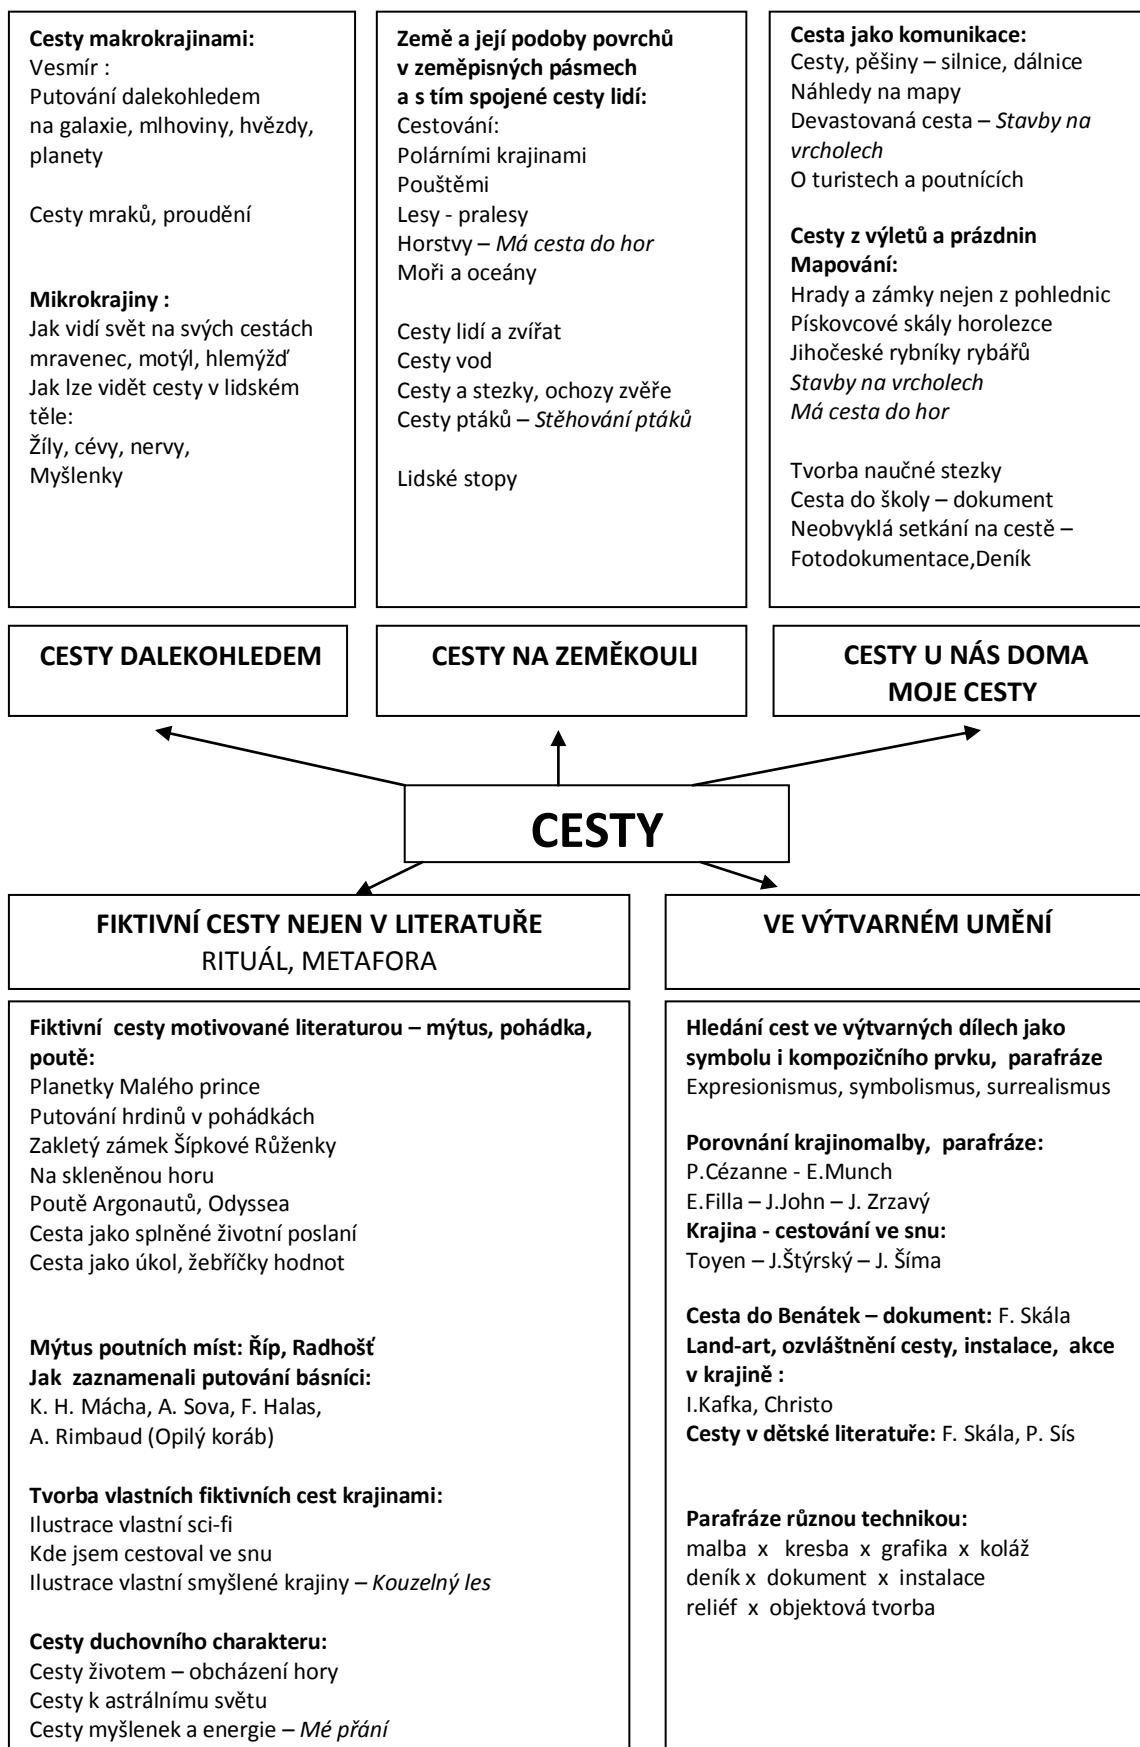 Cesty makrokrajinami:
Vesmír :
Putování dalekohledem
na galaxie, mlhoviny, hvězdy,
planety
Cesty mraků, proudění
Mikrokrajiny :
Jak vidí svět na svých cestách
mravenec, motýl, hlemýžď
Jak lze vidět cesty v lidském
těle:
Žíly, cévy, nervy,
Myšlenky
Země a její podoby povrchů
v zeměpisných pásmech
a s tím spojené cesty lidí:
Cestování:
Polárními krajinami
Pouštěmi
Lesy - pralesy
Horstvy – Má cesta do hor
Moři a oceány
Cesty lidí a zvířat
Cesty vod
Cesty a stezky, ochozy zvěře
Cesty ptáků – Stěhování ptáků
Lidské stopy
Cesta jako komunikace:
Cesty, pěšiny – silnice, dálnice
Náhledy na mapy
Devastovaná cesta – Stavby na
vrcholech
O turistech a poutnících
Cesty z výletů a prázdnin
Mapování:
Hrady a zámky nejen z pohlednic
Pískovcové skály horolezce
Jihočeské rybníky rybářů
Stavby na vrcholech
Má cesta do hor
Tvorba naučné stezky
Cesta do školy – dokument
Neobvyklá setkání na cestě –
Fotodokumentace,Deník
CESTY DALEKOHLEDEM
CESTY NA ZEMĚKOULI
CESTY U NÁS DOMA
MOJE CESTY
CESTY
FIKTIVNÍ CESTY NEJEN V LITERATUŘE
RITUÁL, METAFORA
VE VÝTVARNÉM UMĚNÍ
Fiktivní cesty motivované literaturou – mýtus, pohádka,
poutě:
Planetky Malého prince
Putování hrdinů v pohádkách
Zakletý zámek Šípkové Růženky
Na skleněnou horu
Poutě Argonautů, Odyssea
Cesta jako splněné životní poslaní
Cesta jako úkol, žebříčky hodnot
Mýtus poutních míst: Říp, Radhošť
Jak zaznamenali putování básníci:
K. H. Mácha, A. Sova, F. Halas,
A. Rimbaud (Opilý koráb)
Tvorba vlastních fiktivních cest krajinami:
Ilustrace vlastní sci-fi
Kde jsem cestoval ve snu
Ilustrace vlastní smyšlené krajiny – Kouzelný les
Cesty duchovního charakteru:
Cesty životem – obcházení hory
Cesty k astrálnímu světu
Cesty myšlenek a energie – Mé přání
Hledání cest ve výtvarných dílech jako
symbolu i kompozičního prvku, parafráze
Expresionismus, symbolismus, surrealismus
Porovnání krajinomalby, parafráze:
P.Cézanne - E.Munch
E.Filla – J.John – J. Zrzavý
Krajina - cestování ve snu:
Toyen – J.Štýrský – J. Šíma
Cesta do Benátek – dokument: F. Skála
Land-art, ozvláštnění cesty, instalace, akce
v krajině :
I.Kafka, Christo
Cesty v dětské literatuře: F. Skála, P. Sís
Parafráze různou technikou:
malba x kresba x grafika x koláž
deník x dokument x instalace
reliéf x objektová tvorba